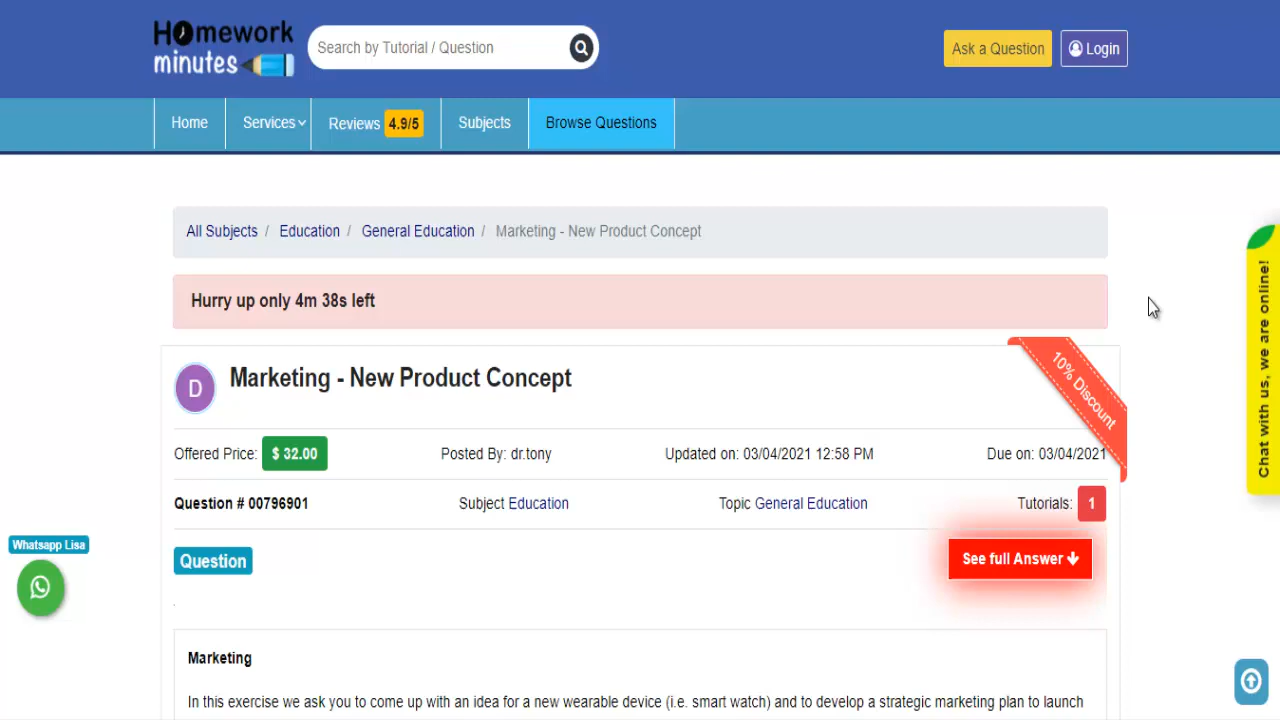 Homework
minutes
Search by Tutorial / Question
Ask a Question
Login
Home
Services
Reviews 4.9/5
Subjects
Browse Questions
All Subjects / Education / General Education / Marketing - New Product Concept
Hurry up only 4m 38s left
10% Discount
D
Marketing - New Product Concept
Offered Price: $ 32.00
Posted By: dr.tony
Updated on: 03/04/2021 12:58 PM
Due on: 03/04/2021
Question # 00796901
Subject Education
Topic General Education
Tutorials: 1
Whatsapp Lisa
Question
See full Answer
.
Marketing
In this exercise we ask you to come up with an idea for a new wearable device (i.e. smart watch) and to develop a strategic marketing plan to launch
Chat with us, we are online!